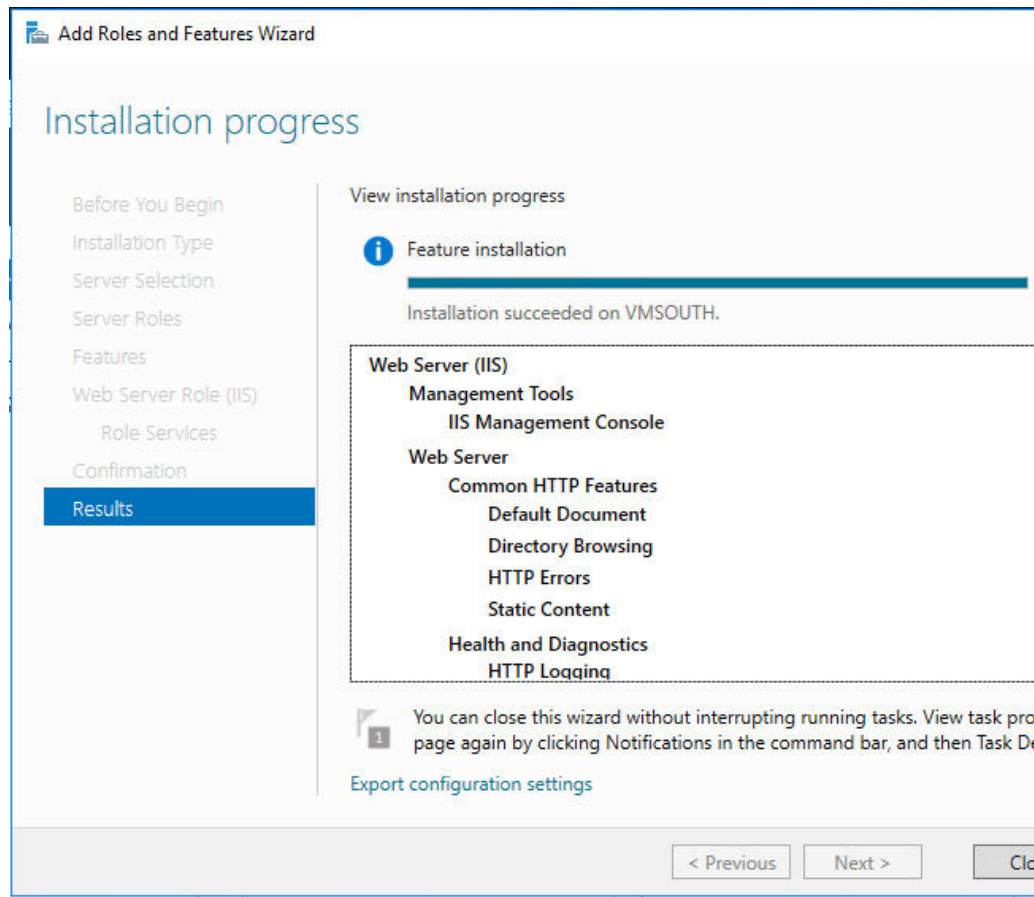 Add Roles and Features Wizard
Installation progress
Before You Begin
Installation Type
Server Selection
Server Roles
Features
Web Server Role (IIS)
Role Services
Confirmation
Results
View installation progress
Feature installation
Installation succeeded on VMSOUTH.
Web Server (IIS)
Management Tools
IIS Management Console
Web Server
Common HTTP Features
Default Document
Directory Browsing
HTTP Errors
Static Content
Health and Diagnostics
HTTP Logging
1
You can close this wizard without interrupting running tasks. View task pro
page again by clicking Notifications in the command bar, and then Task De
Export configuration settings
< Previous
Next >
Clo